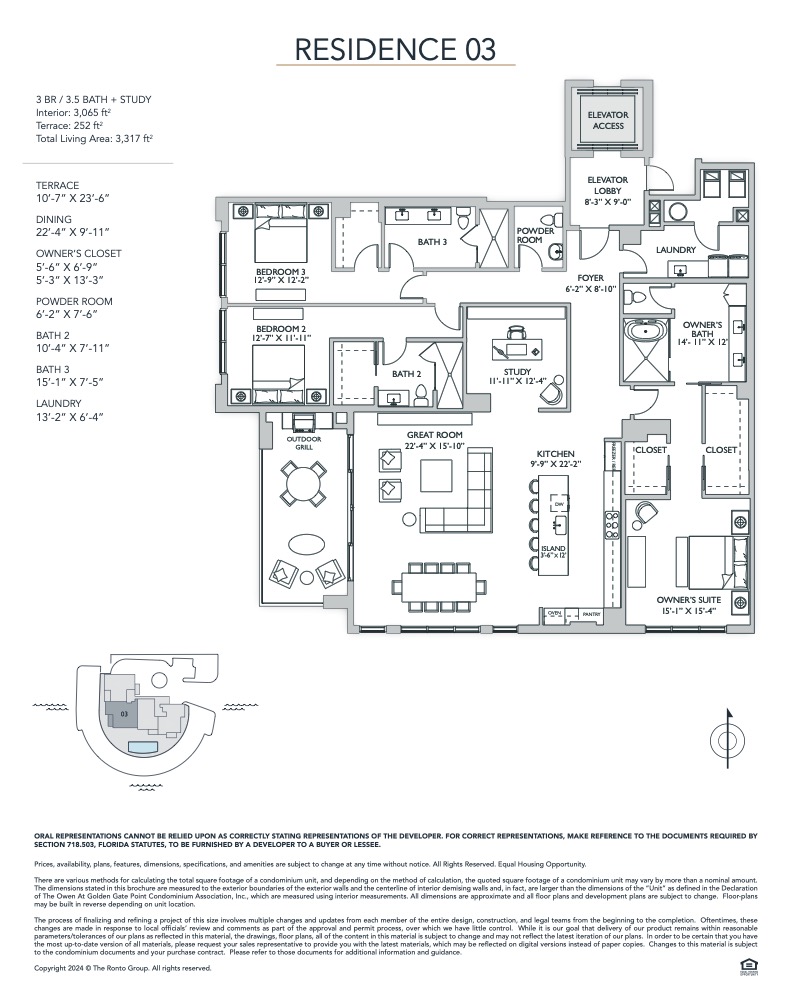 RESIDENCE 03
3 BR / 3.5 BATH + STUDY
Interior: 3,065 ft²
Terrace: 252 ft²
Total Living Area: 3,317 ft²
TERRACE
10'-7" X 23'-6"
DINING
22'-4" X 9'-11"
OWNER'S CLOSET
5'-6" X 6'-9"
5'-3" X 13'-3"
POWDER ROOM
6'-2" X 7'-6"
BATH 2
10'-4" X 7'-11"
BATH 3
15'-1" X 7'-5"
LAUNDRY
13'-2" X 6'-4"
ELEVATOR
ACCESS
ELEVATOR
LOBBY
8'-3" X 9'-0"
POWDER
ROOM
BATH 3
LAUNDRY
FOYER
6'-2" X 8'-10"
BEDROOM 3
12'-9" X 12'-2"
BEDROOM 2
12'-7" X 11'-11"
OWNER'S
BATH
14'- 11" X 12'
BATH 2
STUDY
11'-11" X 12'-4"
OUTDOOR
GRILL
GREAT ROOM
22'-4" X 15'-10"
KITCHEN
9'-9" X 22'-2"
CLOSET
CLOSET
DW
ISLAND
3'-6" X 12'
OWNER'S SUITE
15'-1" X 15'-4"
OVEN
PANTRY
03
ORAL REPRESENTATIONS CANNOT BE RELIED UPON AS CORRECTLY STATING REPRESENTATIONS OF THE DEVELOPER. FOR CORRECT REPRESENTATIONS, MAKE REFERENCE TO THE DOCUMENTS REQUIRED BY
SECTION 718.503, FLORIDA STATUTES, TO BE FURNISHED BY A DEVELOPER TO A BUYER OR LESSEE.
Prices, availability, plans, features, dimensions, specifications, and amenities are subject to change at any time without notice. All Rights Reserved. Equal Housing Opportunity.
There are various methods for calculating the total square footage of a condominium unit, and depending on the method of calculation, the quoted square footage of a condominium unit may vary by more than a nominal amount.
The dimensions stated in this brochure are measured to the exterior boundaries of the exterior walls and the centerline of interior demising walls and, in fact, are larger than the dimensions of the "Unit" as defined in the Declaration
of The Owen At Golden Gate Point Condominium Association, Inc., which are measured using interior measurements. All dimensions are approximate and all floor plans and development plans are subject to change. Floor-plans
may be built in reverse depending on unit location.
The process of finalizing and refining a project of this size involves multiple changes and updates from each member of the entire design, construction, and legal teams from the beginning to the completion. Oftentimes, these
changes are made in response to local officials' review and comments as part of the approval and permit process, over which we have little control. While it is our goal that delivery of our product remains within reasonable
parameters/tolerances of our plans as reflected in this material, the drawings, floor plans, all of the content in this material is subject to change and may not reflect the latest iteration of our plans. In order to be certain that you have
the most up-to-date version of all materials, please request your sales representative to provide you with the latest materials, which may be reflected on digital versions instead of paper copies. Changes to this material is subject
to the condominium documents and your purchase contract. Please refer to those documents for additional information and guidance.
Copyright 2024 © The Ronto Group. All rights reserved.